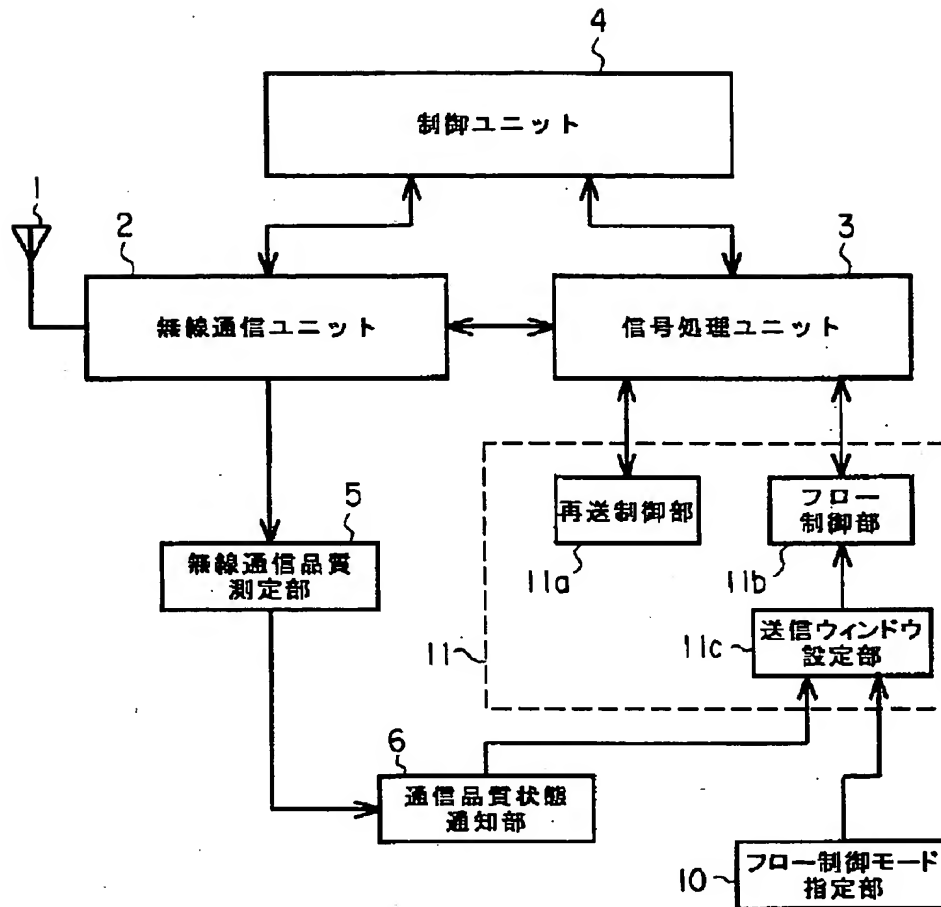 4
制御ユニット
1
2
3
無線通信ユニット
信号処理ユニット
5
再送制御部
フロー
制御部
無線通信品質
測定部
11a
11b
11
11c
送信ウィンドウ
設定部
6
通信品質状態
通知部
10
フロー制御モード
指定部